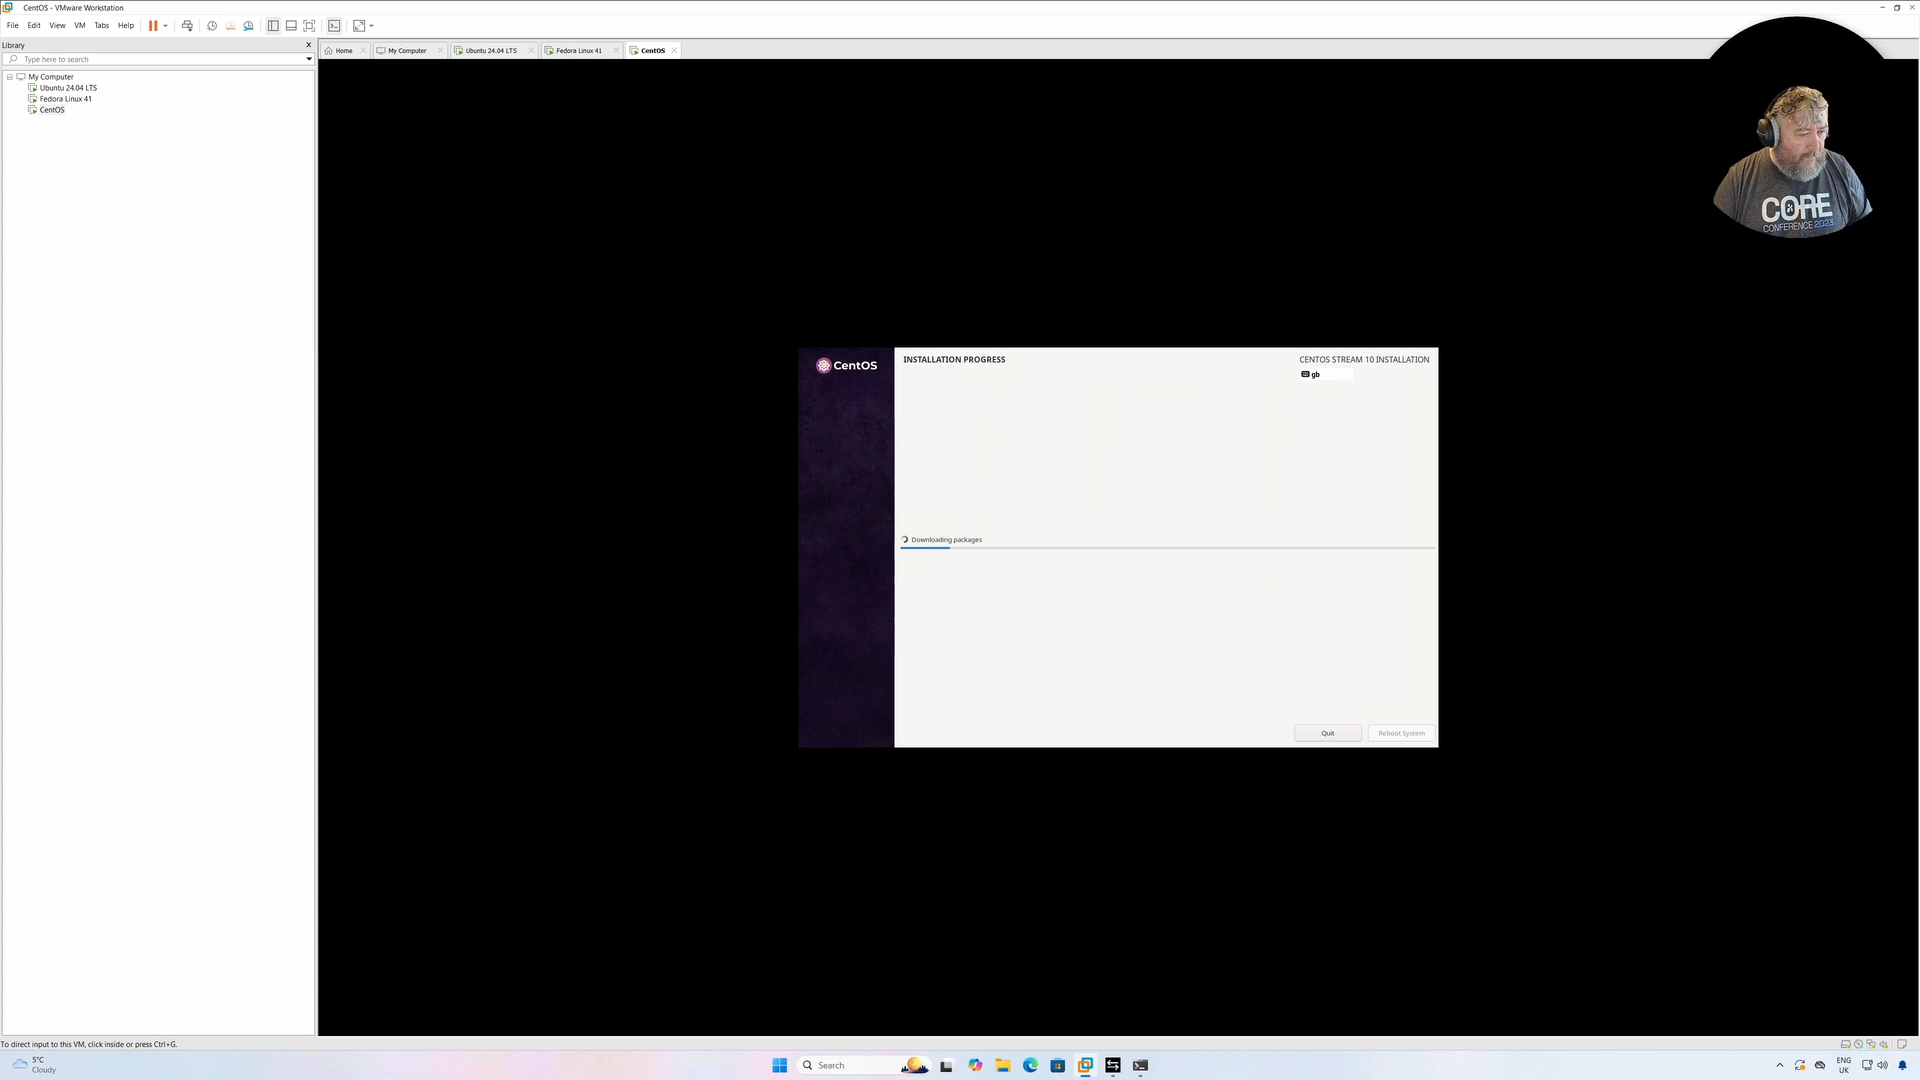 CentOS - VMware Workstation
File Edit View VM Tabs Help
Library
Type here to search
My Computer
Ubuntu 24.04 LTS
Fedora Linux 41
CentOS
Home
My Computer
Ubuntu 24.04 LTS
Fedora Linux 41
CentOS
CORE
CONFERENCE 2023
CentOS
INSTALLATION PROGRESS
CENTOS STREAM 10 INSTALLATION
gb
Downloading packages
Quit
Reboot System
To direct input to this VM, click inside or press Ctrl+G.
5°C
Cloudy
Search
ENG
UK